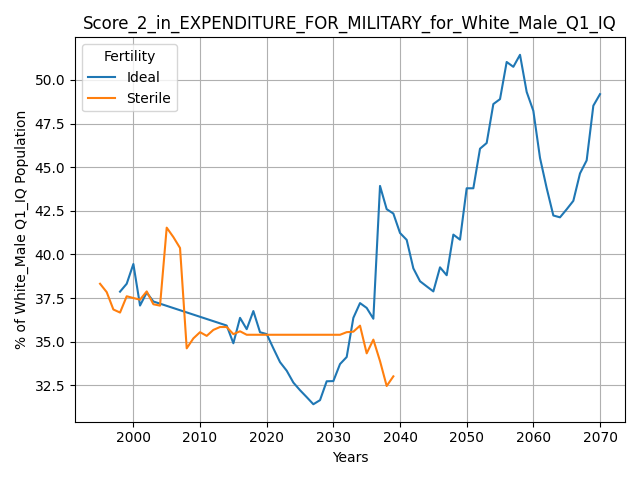 Score_2_in_EXPENDITURE_FOR_MILITARY_for_White_Male_Q1_IQ
Fertility
Ideal
Sterile
% of White_Male Q1_IQ Population
50.0
47.5
45.0
42.5
40.0
37.5
35.0
32.5
2000
2010
2020
2030
2040
2050
2060
2070
Years